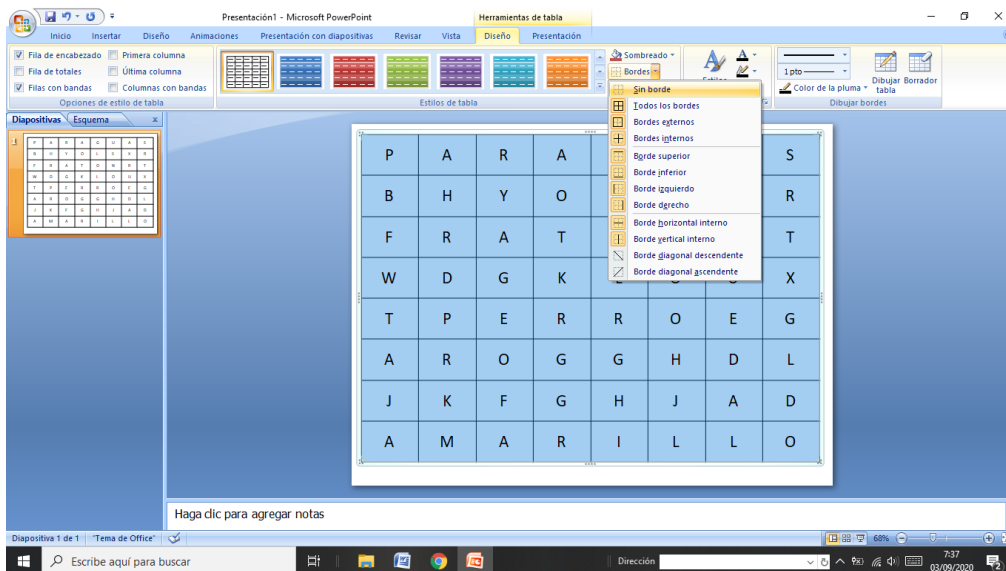 Presentación1 - Microsoft PowerPoint
Herramientas de tabla
Inicio Insertar Diseño Animaciones Presentación con diapositivas Revisar Vista Diseño Presentación
Fila de encabezado Primera columna
Fila de totales Última columna
Filas con bandas Columnas con bandas
Opciones de estilo de tabla
Estilos de tabla
Sombreado
Bordes
1 pto
Color de la pluma
Dibujar tabla
Borrador
Dibujar bordes
Sin borde
Todos los bordes
Bordes externos
Bordes internos
Borde superior
Borde inferior
Borde izquierdo
Borde derecho
Borde horizontal interno
Borde vertical interno
Borde diagonal descendente
Borde diagonal ascendente
Diapositivas Esquema x
1
P A R A S
B H Y O R
F R A T T
W D G K X
T P E R R O E G
A R O G G H D L
J K F G H J A D
A M A R I L L O
Haga clic para agregar notas
Diapositiva 1 de 1 "Tema de Office" 68%
Escribe aquí para buscar
Dirección
7:37
03/09/2020